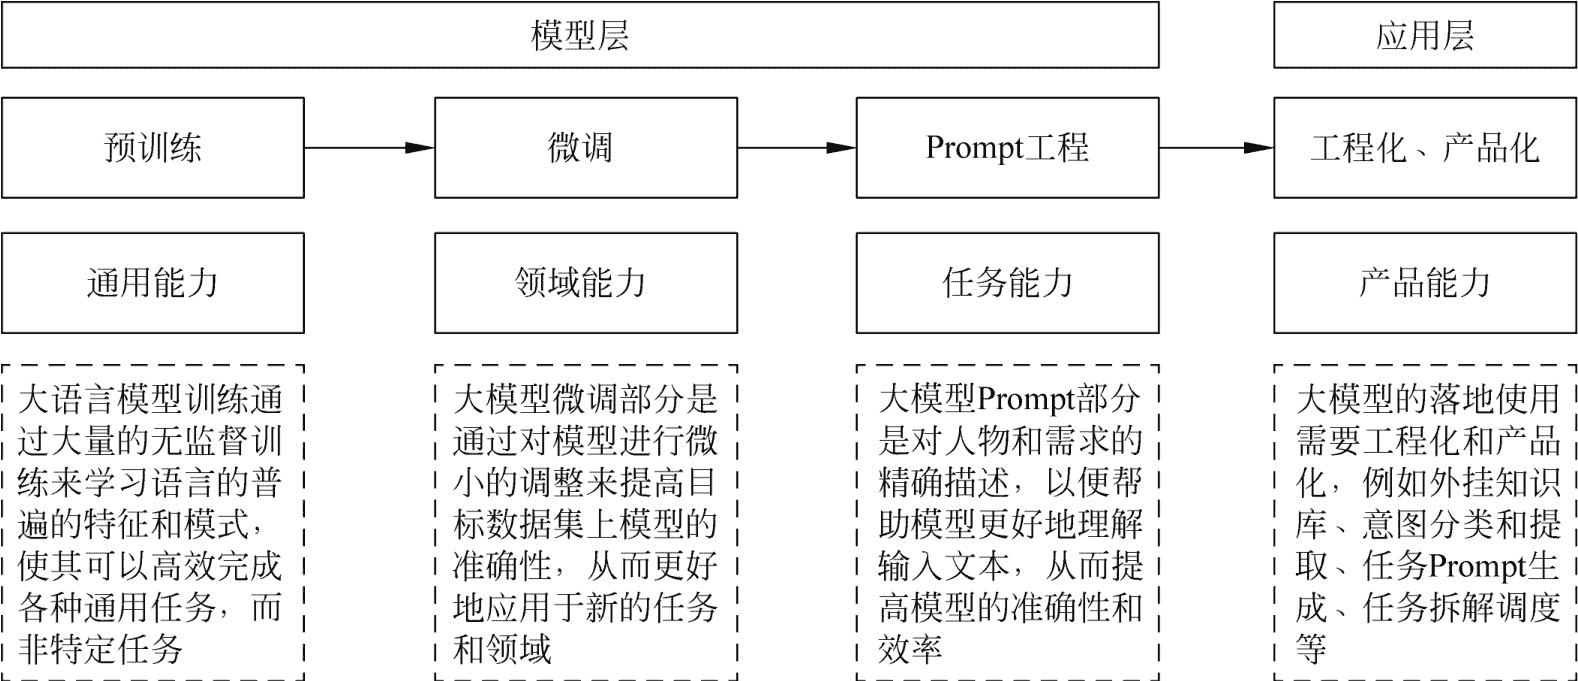 模型层
应用层
预训练
微调
Prompt工程
工程化、产品化
通用能力
领域能力
任务能力
产品能力
大语言模型训练通
过大量的无监督训
练来学习语言的普
遍的特征和模式，
使其可以高效完成
各种通用任务，而
非特定任务
大模型微调部分是
通过对模型进行微
小的调整来提高目
标数据集上模型的
准确性，从而更好
地应用于新的任务
和领域
大模型Prompt部分
是对人物和需求的
精确描述，以便帮
助模型更好地理解
输入文本，从而提
高模型的准确性和
效率
大模型的落地使用
需要工程化和产品
化，例如外挂知识
库、意图分类和提
取、任务Prompt生
成、任务拆解调度
等